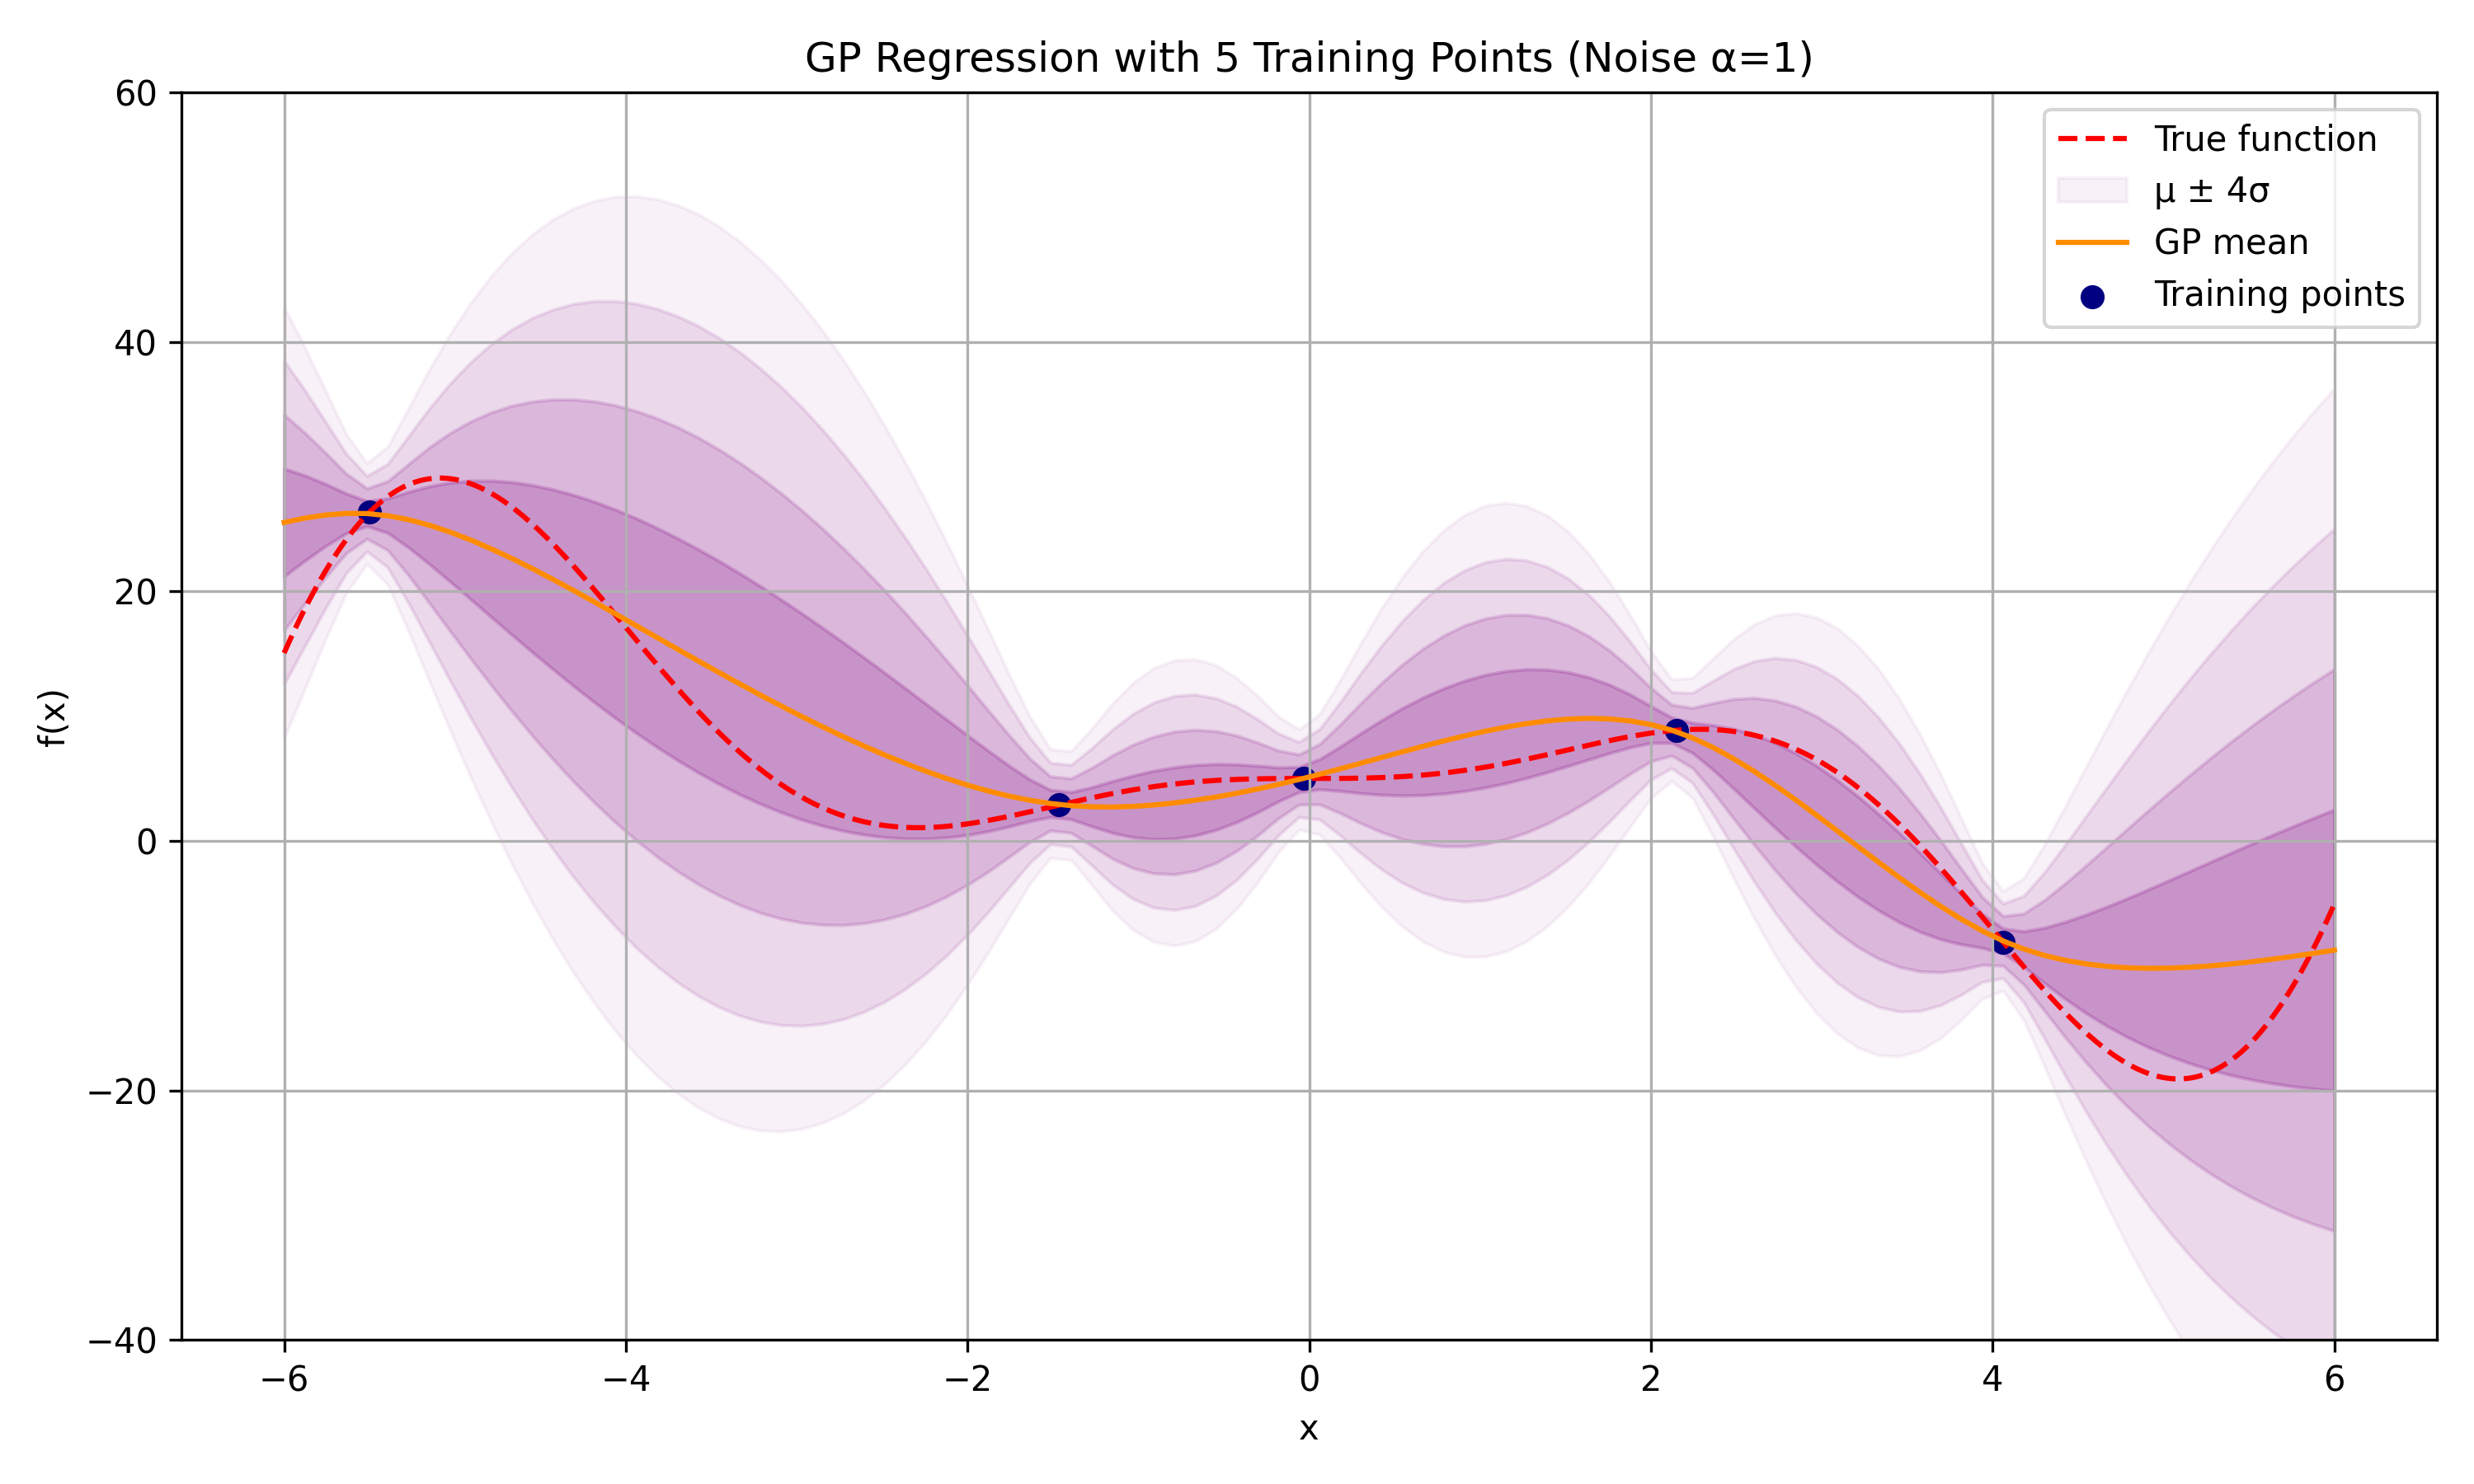 GP Regression with 5 Training Points (Noise α=1)
60
40
20
0
−20
−40
f(x)
True function
μ ± 4σ
GP mean
Training points
−6
−4
−2
0
2
4
6
x